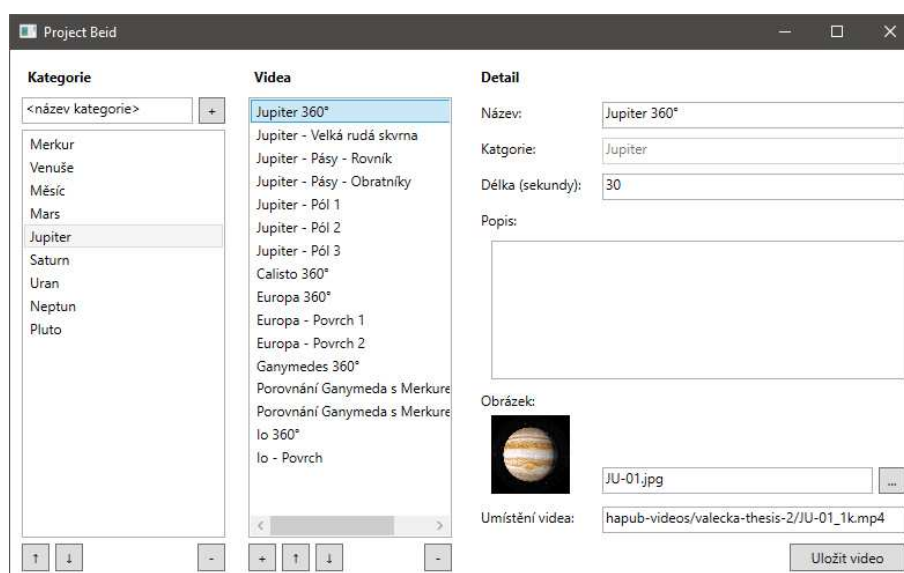 Project Beid
Kategorie
<název kategorie>
+
Merkur
Venuše
Měsíc
Mars
Jupiter
Saturn
Uran
Neptun
Pluto
↑ ↓ -
Videa
Jupiter 360°
Jupiter - Velká rudá skvrna
Jupiter - Pásy - Rovník
Jupiter - Pásy - Obratníky
Jupiter - Pól 1
Jupiter - Pól 2
Jupiter - Pól 3
Calisto 360°
Europa 360°
Europa - Povrch 1
Europa - Povrch 2
Ganymedes 360°
Porovnání Ganymeda s Merkure
Porovnání Ganymeda s Merkure
Io 360°
Io - Povrch
+ ↑ ↓ -
Detail
Název: Jupiter 360°
Katgorie: Jupiter
Délka (sekundy): 30
Popis:
Obrázek:
JU-01.jpg ...
Umístění videa: hapub-videos/valecka-thesis-2/JU-01_1k.mp4
Uložit video